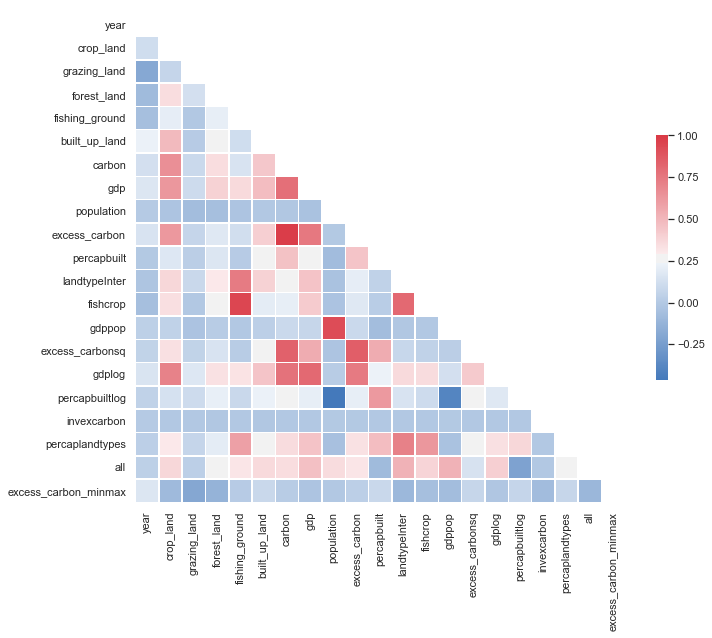 year
crop_land
grazing_land
forest_land
fishing_ground
built_up_land
carbon
gdp
population
excess_carbon
percapbuilt
landtypeInter
fishcrop
gdppop
excess_carbonsq
gdplog
percapbuiltlog
invexcarbon
percaplandtypes
all
excess_carbon_minmax
year
crop_land
grazing_land
forest_land
fishing_ground
built_up_land
carbon
gdp
population
excess_carbon
percapbuilt
landtypeInter
fishcrop
gdppop
excess_carbonsq
gdplog
percapbuiltlog
invexcarbon
percaplandtypes
all
excess_carbon_minmax
1.00
0.75
0.50
0.25
0.00
−0.25